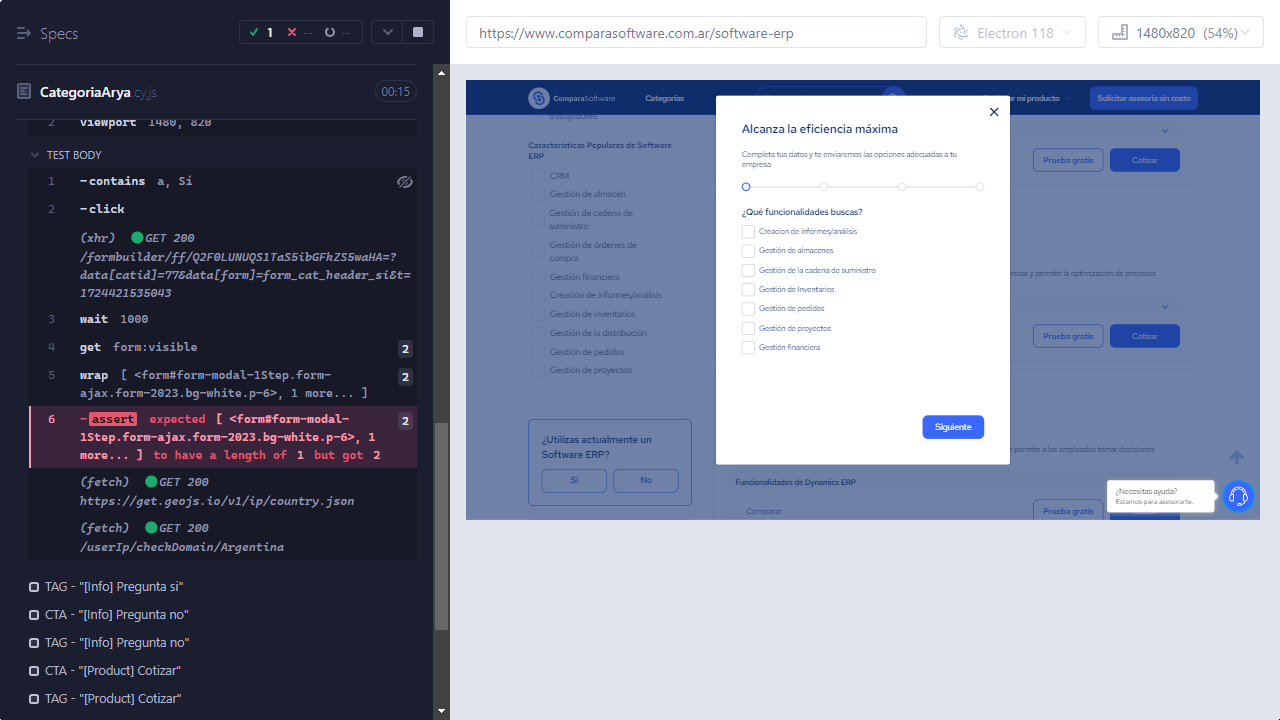 Specs
1
--
--
https://www.comparasoftware.com.ar/software-erp
Electron 118
1480x820 (54%)
CategoriaArya.cy.js
00:15
2 viewport 1480, 820
TEST BODY
1 -contains a, Sí
2 -click
(xhr) GET 200
/formbuilder/ff/Q2F0LUNUQS1TaS5ibGFkZS5waHA=?
data[catid]=77&data[form]=form_cat_header_si&t=
1724421535043
3 wait 1000
4 get form:visible 2
5 wrap [ <form#form-modal-1Step.form- 2
ajax.form-2023.bg-white.p-6>, 1 more... ]
6 -assert expected [ <form#form-modal- 2
1Step.form-ajax.form-2023.bg-white.p-6>, 1
more... ] to have a length of 1 but got 2
(fetch) GET 200
https://get.geojs.io/v1/ip/country.json
(fetch) GET 200
/userIp/checkDomain/Argentina
TAG - "[Info] Pregunta si"
CTA - "[Info] Pregunta no"
TAG - "[Info] Pregunta no"
CTA - "[Product] Cotizar"
TAG - "[Product] Cotizar"
ComparaSoftware
Categorías
mi producto
Solicitar asesoría sin costo
trabajadores
Características Populares de Software
ERP
CRM
Gestión de almacén
Gestión de cadena de
suministro
Gestión de órdenes de
compra
Gestión financiera
Creación de informes/análisis
Gestión de inventarios
Gestión de la distribución
Gestión de pedidos
Gestión de proyectos
¿Utilizas actualmente un
Software ERP?
Sí
No
Alcanza la eficiencia máxima
Completa tus datos y te enviaremos las opciones adecuadas a tu
empresa
¿Qué funcionalidades buscas?
Creacion de informes/análisis
Gestión de almacenes
Gestión de la cadena de suministro
Gestión de Inventarios
Gestión de pedidos
Gestión de proyectos
Gestión financiera
Siguiente
Prueba gratis
Cotizar
y permitir la optimización de procesos
Prueba gratis
Cotizar
permite a los empleados tomar decisiones
Funcionalidades de Dynamics ERP
Comparar
Prueba gratis
¿Necesitas ayuda?
Estamos para asesorarte.